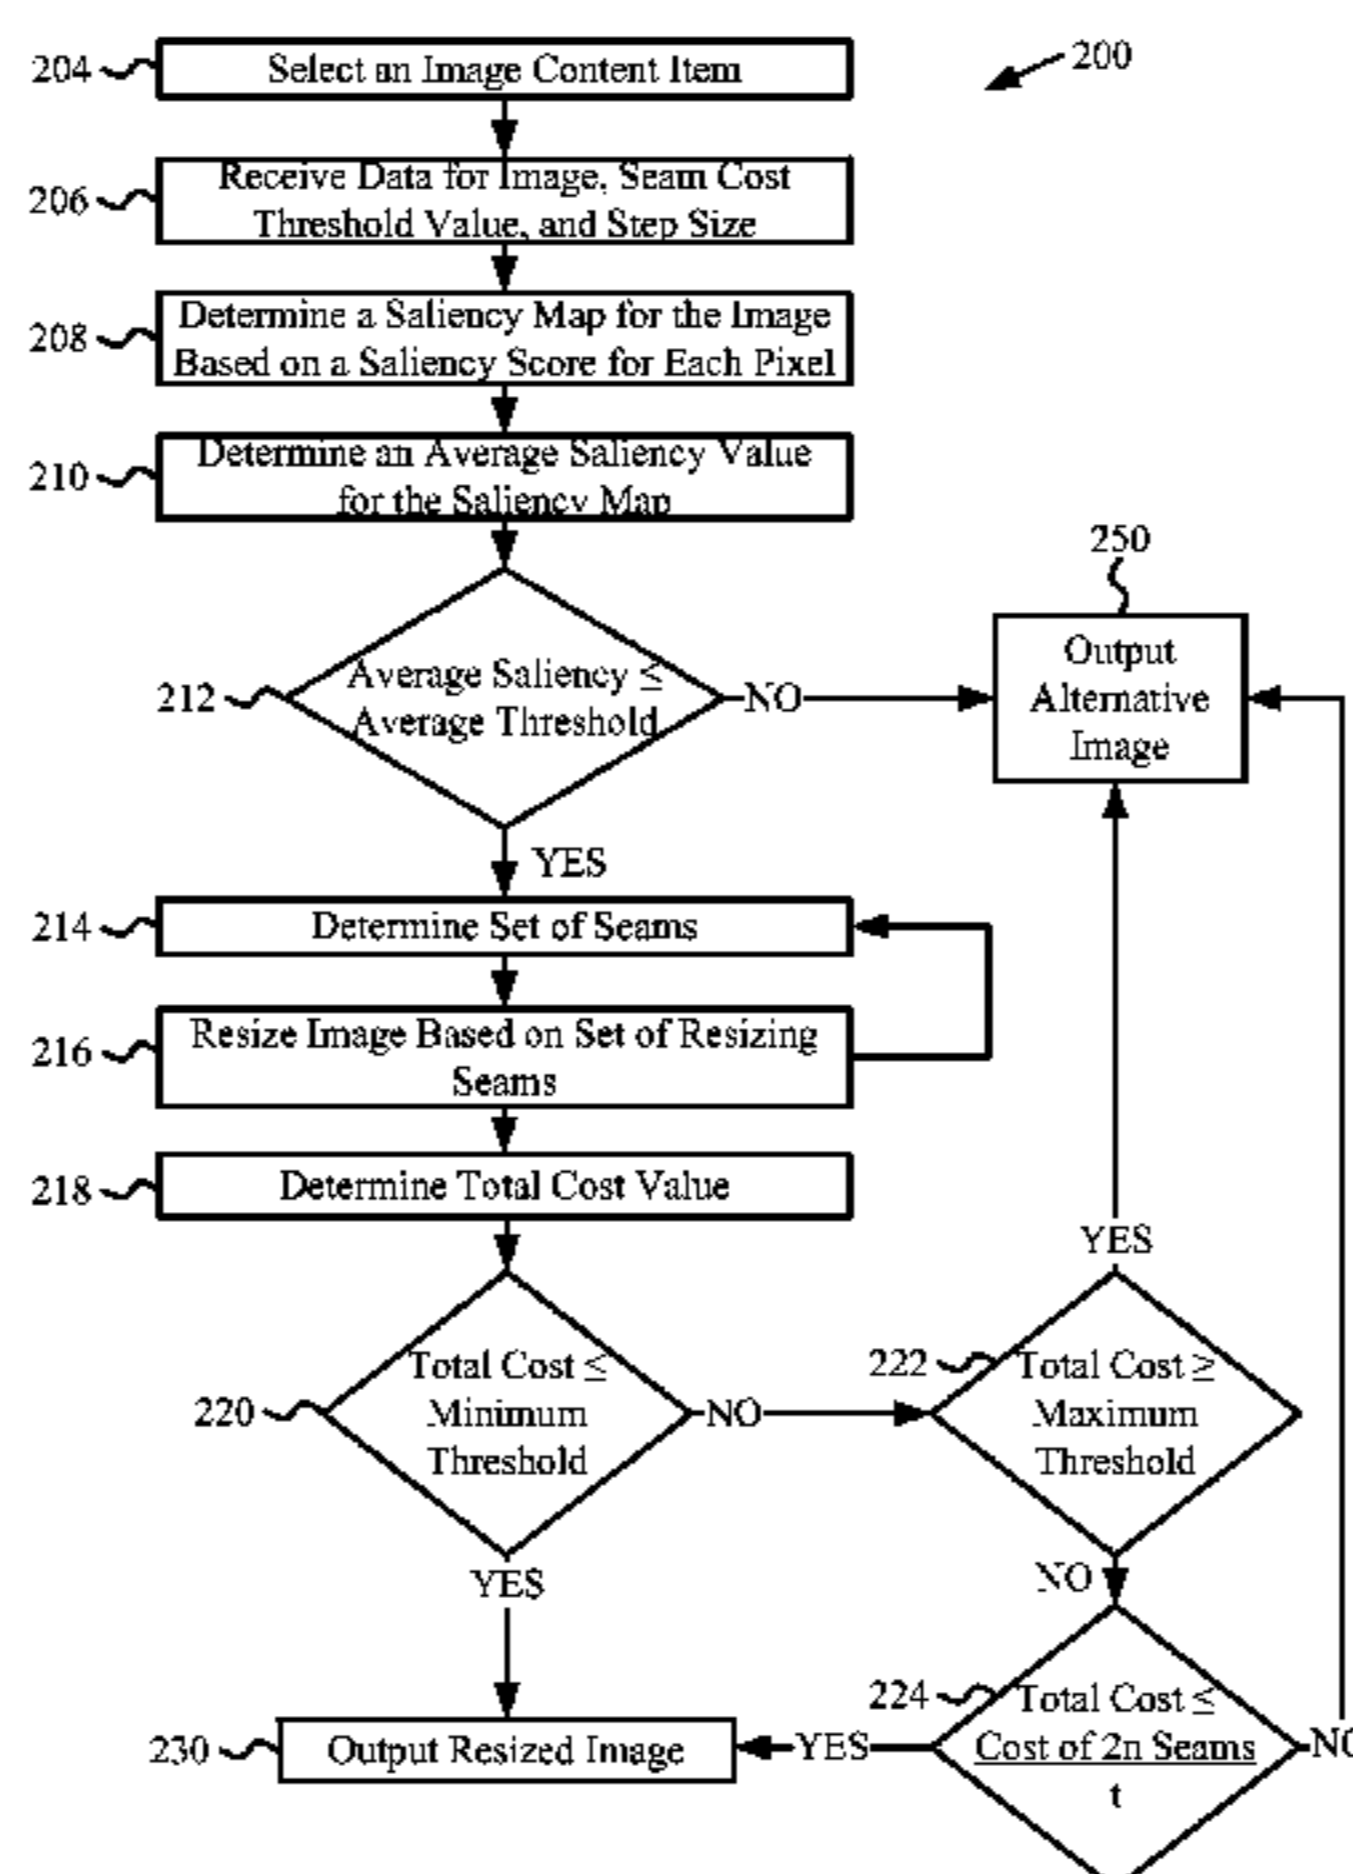 200
204
Select an Image Content Item
206
Receive Data for Image, Seam Cost
Threshold Value, and Step Size
208
Determine a Saliency Map for the Image
Based on a Saliency Score for Each Pixel
210
Determine an Average Saliency Value
for the Saliency Map
250
Output
Alternative
Image
212
Average Saliency ≤
Average Threshold
NO
YES
214
Determine Set of Seams
216
Resize Image Based on Set of Resizing
Seams
218
Determine Total Cost Value
YES
220
Total Cost ≤
Minimum
Threshold
NO
222
Total Cost ≥
Maximum
Threshold
YES
NO
224
Total Cost ≤
Cost of 2n Seams
t
YES
NO
230
Output Resized Image